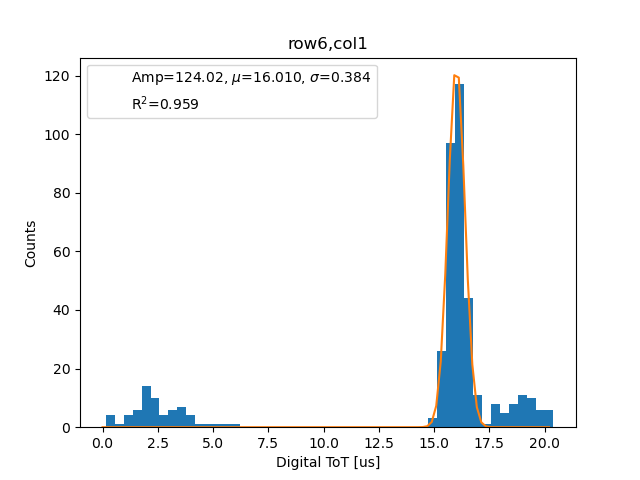 row6,col1
Amp=124.02, μ=16.010, σ=0.384
R²=0.959
Counts
120
100
80
60
40
20
0
0.0 2.5 5.0 7.5 10.0 12.5 15.0 17.5 20.0
Digital ToT [us]